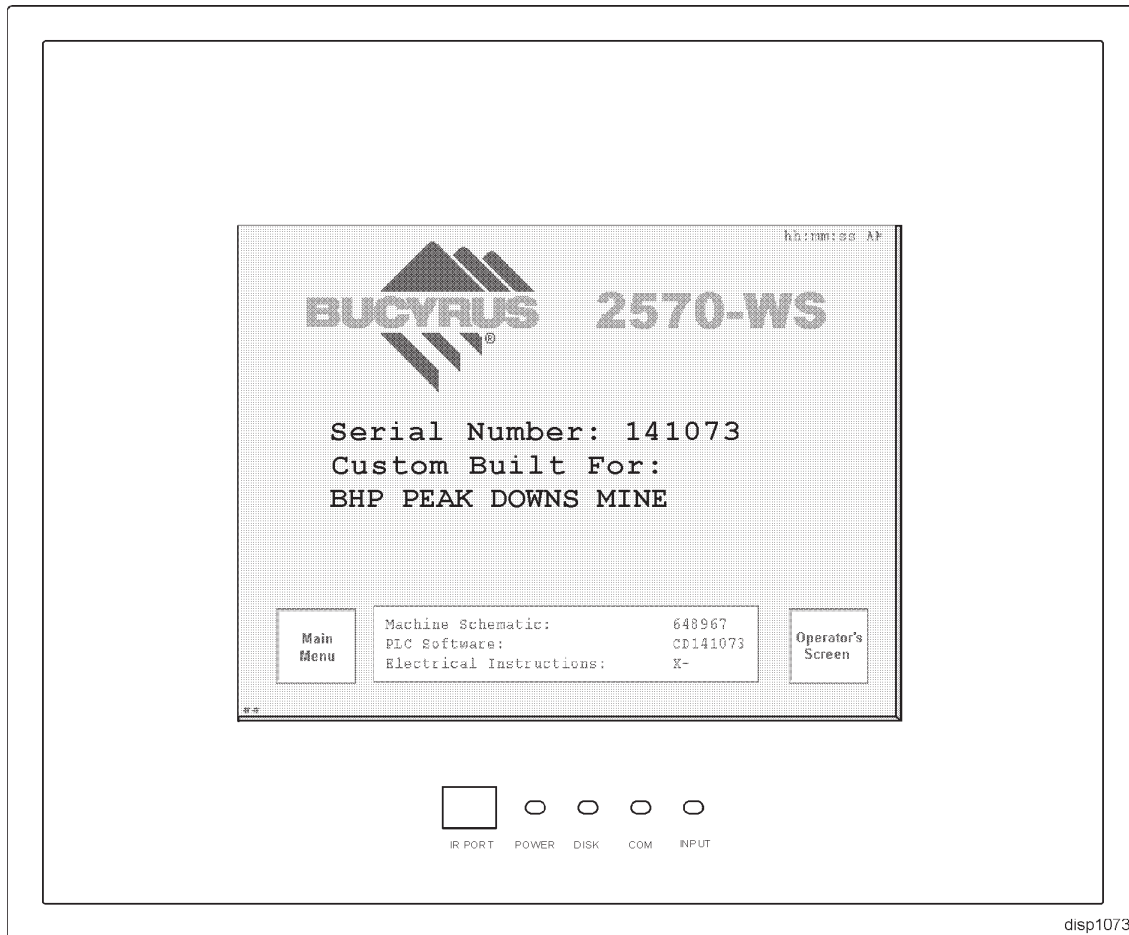 hh:mm:ss AP
BUCYRUS 2570-WS
®
Serial Number: 141073
Custom Built For:
BHP PEAK DOWNS MINE
Main
Menu
Machine Schematic: 648967
PLC Software: CD141073
Electrical Instructions: X-
Operator's
Screen
##
IR PORT POWER DISK COM INPUT
disp1073